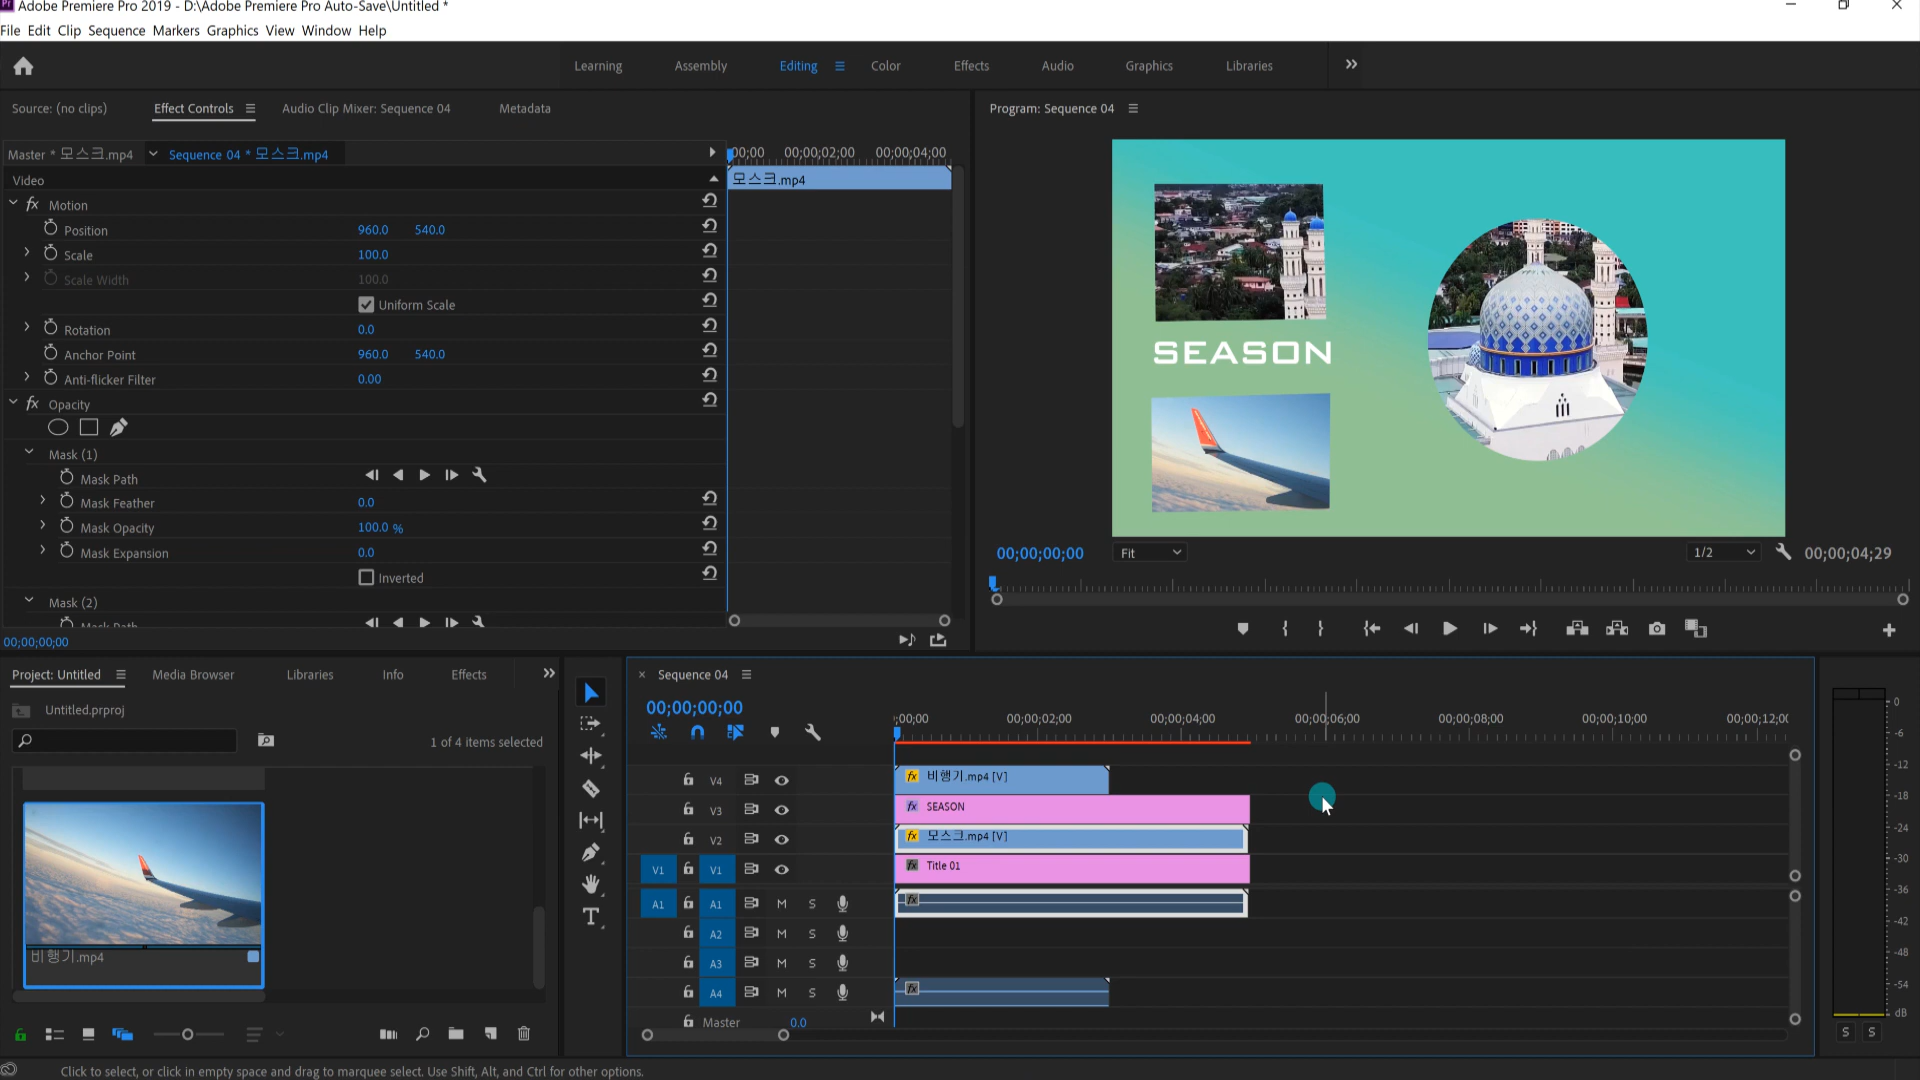 Adobe Premiere Pro 2019 - D:\Adobe Premiere Pro Auto-Save\Untitled *
File Edit Clip Sequence Markers Graphics View Window Help
Learning Assembly Editing Color Effects Audio Graphics Libraries
Source: (no clips) Effect Controls Audio Clip Mixer: Sequence 04 Metadata
Program: Sequence 04
Master * 모스크.mp4 Sequence 04 * 모스크.mp4
00;00 00;00;02;00 00;00;04;00
Video
모스크.mp4
fx Motion
Position 960.0 540.0
Scale 100.0
Scale Width 100.0
Uniform Scale
Rotation 0.0
Anchor Point 960.0 540.0
Anti-flicker Filter 0.00
fx Opacity
Mask (1)
Mask Path
Mask Feather 0.0
Mask Opacity 100.0 %
Mask Expansion 0.0
Inverted
Mask (2)
Mask Path
00;00;00;00
SEASON
00;00;00;00 Fit 1/2 00;00;04;29
Project: Untitled Media Browser Libraries Info Effects
Untitled.prproj
1 of 4 items selected
비행기.mp4
Sequence 04
00;00;00;00
;00;00 00;00;02;00 00;00;04;00 00;00;06;00 00;00;08;00 00;00;10;00 00;00;12;00
V4 fx 비행기.mp4 [V]
V3 fx SEASON
V2 fx 모스크.mp4 [V]
V1 V1 fx Title 01
A1 A1 M S fx
A2 M S
A3 M S
A4 M S fx
Master 0.0
0
-6
-12
-18
-24
-30
-36
-42
-48
-54
dB
S S
Click to select, or click in empty space and drag to marquee select. Use Shift, Alt, and Ctrl for other options.